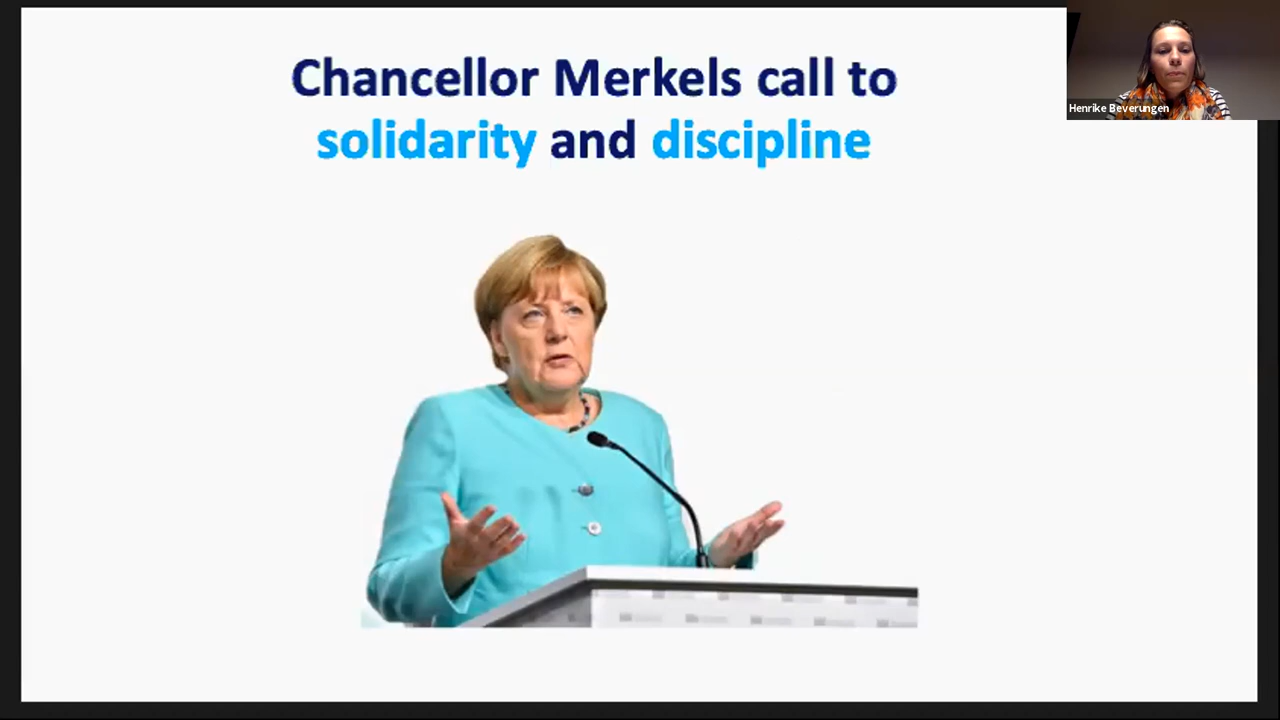 Chancellor Merkels call to
solidarity and discipline
Henrike Beverungen